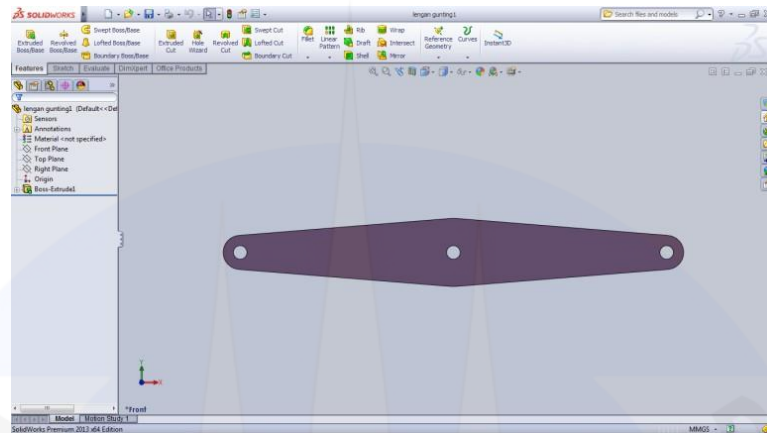 SOLIDWORKS
lengan gunting1
Search files and models
Extruded Boss/Base
Revolved Boss/Base
Swept Boss/Base
Lofted Boss/Base
Boundary Boss/Base
Extruded Cut
Hole Wizard
Revolved Cut
Swept Cut
Lofted Cut
Boundary Cut
Fillet
Linear Pattern
Rib
Draft
Shell
Wrap
Intersect
Mirror
Reference Geometry
Curves
Instant3D
Features
Sketch
Evaluate
DimXpert
Office Products
lengan gunting1 (Default<<Def
Sensors
Annotations
Material <not specified>
Front Plane
Top Plane
Right Plane
Origin
Boss-Extrude1
Y
X
*Front
Model
Motion Study 1
SolidWorks Premium 2013 x64 Edition
MMGS